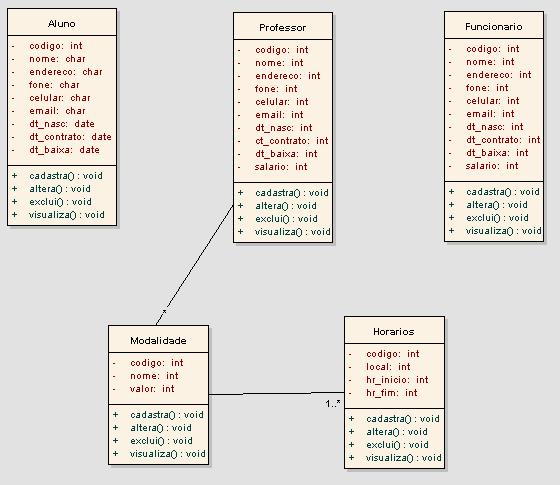 Aluno
- codigo: int
- nome: char
- endereco: char
- fone: char
- celular: char
- email: char
- dt_nasc: date
- dt_contrato: date
- dt_baixa: date
+ cadastra() : void
+ altera() : void
+ exclui() : void
+ visualiza() : void
Professor
- codigo: int
- nome: int
- endereco: int
- fone: int
- celular: int
- email: int
- dt_nasc: int
- ct_contrato: int
- dt_baixa: int
- salario: int
+ cadastra() : void
+ altera() : void
+ exclui() : void
+ visualiza() : void
Funcionario
- codigo: int
- nome: int
- endereco: int
- fone: int
- celular: int
- email: int
- dt_nasc: int
- dt_contrato: int
- dt_baixa: int
- salario: int
+ cadastra() : void
+ altera() : void
+ exclui() : void
+ visualiza() : void
*
Modalidade
- codigo: int
- nome: int
- valor: int
+ cadastra() : void
+ altera() : void
+ exclui() : void
+ visualiza() : void
1..*
Horarios
- codigo: int
- local: int
- hr_inicio: int
- hr_fim: int
+ cadastra() : void
+ altera() : void
+ exclui() : void
+ visualiza() : void